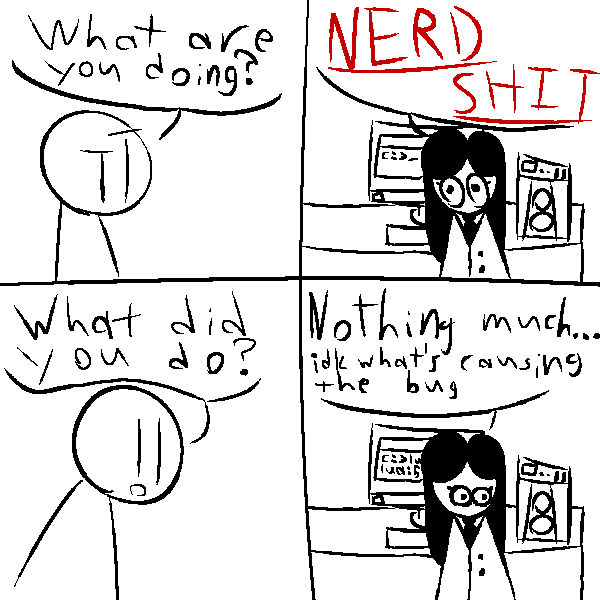 What are
you doing?
NERD
SHIT
C:>_
What did
you do?
Nothing much...
idk what's causing
the bug